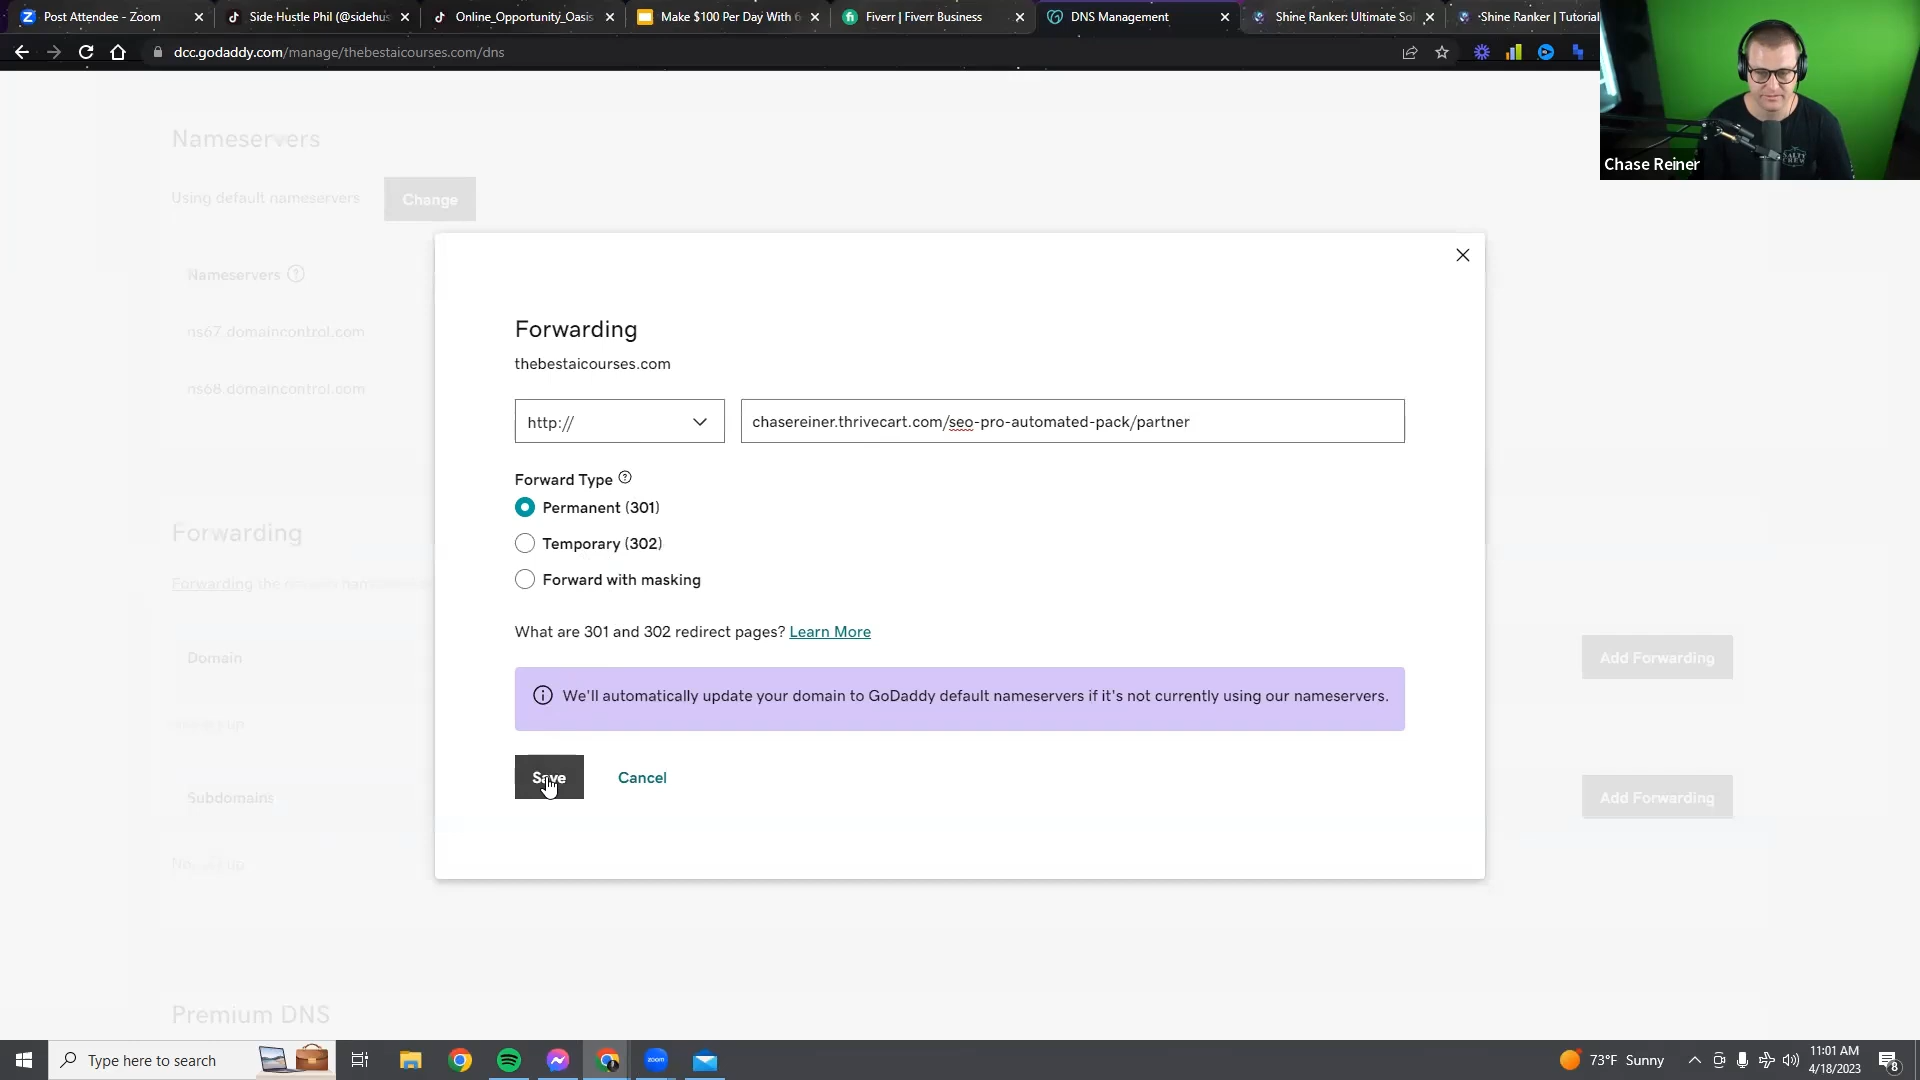 Post Attendee - Zoom
Side Hustle Phil (@sidehus
Online_Opportunity_Oasis
Make $100 Per Day With 6
Fiverr | Fiverr Business
DNS Management
Shine Ranker: Ultimate So
Shine Ranker | Tutorial
dcc.godaddy.com/manage/thebestaicourses.com/dns
Chase Reiner
Nameservers
Using default nameservers
Change
Nameservers
ns67.domaincontrol.com
ns68.domaincontrol.com
Forwarding
thebestaicourses.com
http://
chasereiner.thrivecart.com/seo-pro-automated-pack/partner
Forward Type
Permanent (301)
Temporary (302)
Forward with masking
What are 301 and 302 redirect pages? Learn More
We'll automatically update your domain to GoDaddy default nameservers if it's not currently using our nameservers.
Save
Cancel
Forwarding
Forwarding the
Domain
Add Forwarding
Subdomains
Add Forwarding
Premium DNS
Type here to search
zoom
73°F Sunny
11:01 AM
4/18/2023
8